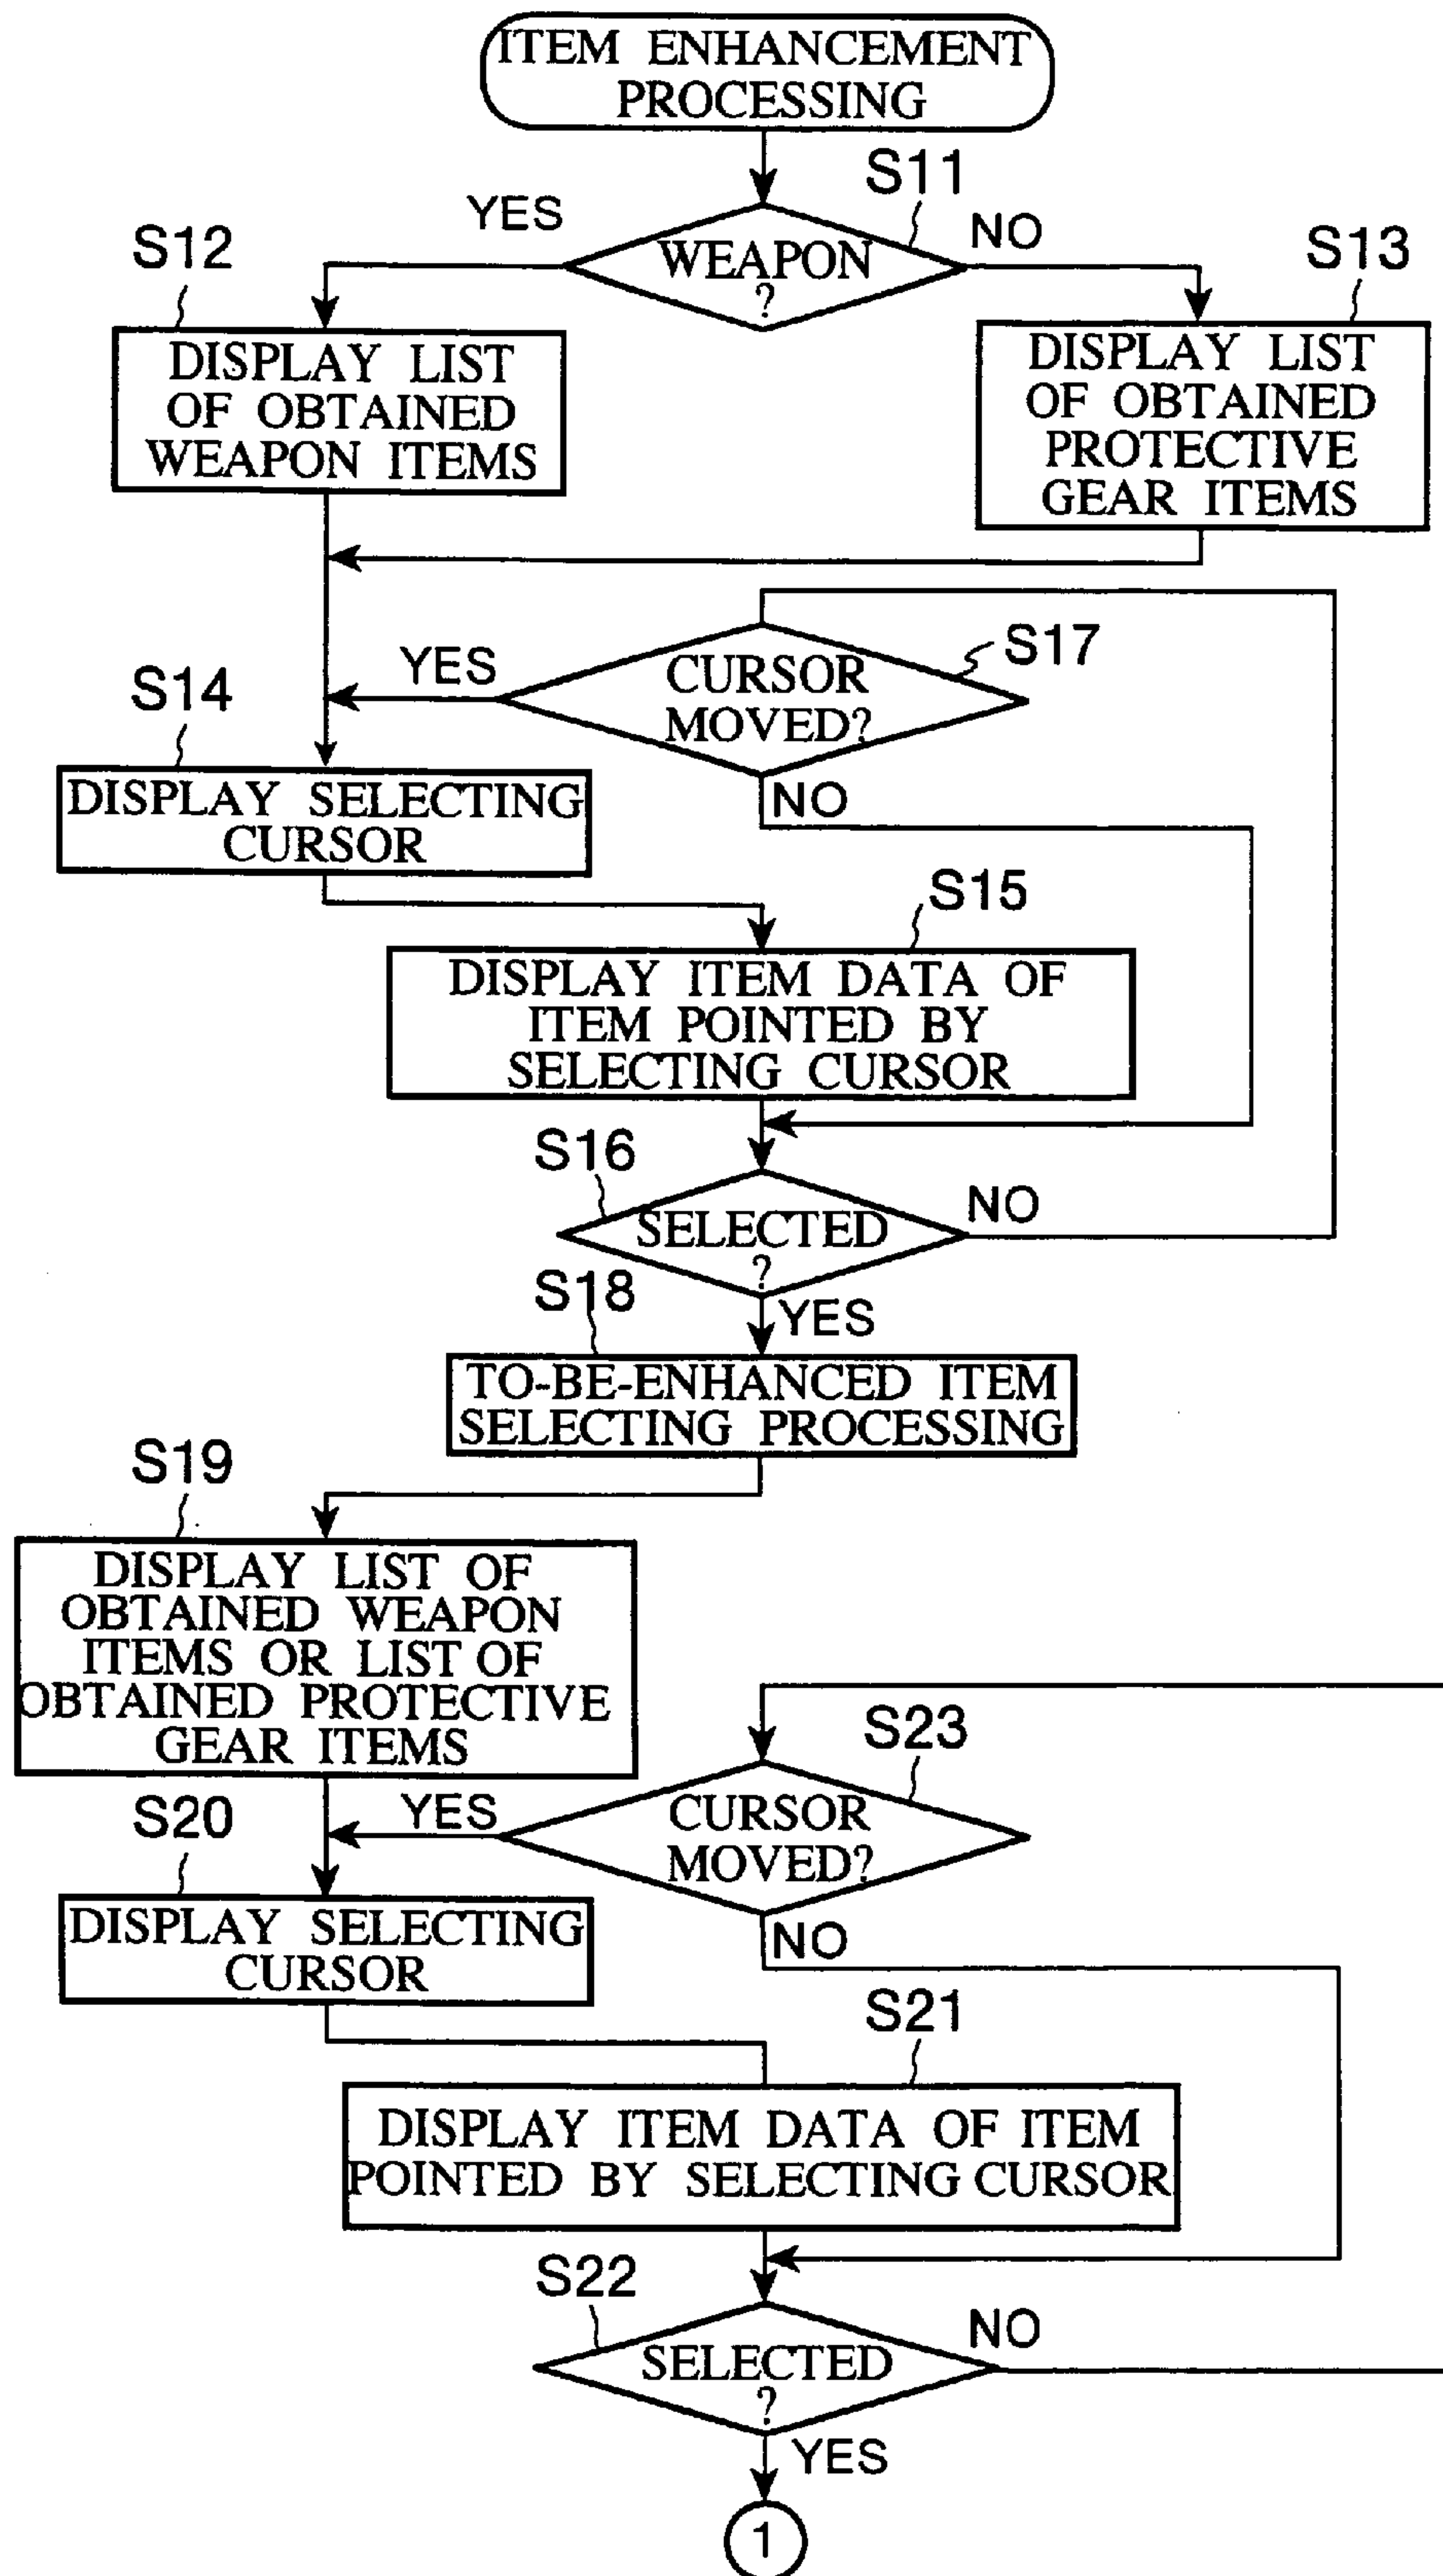 ITEM ENHANCEMENT
PROCESSING
S11
YES
NO
WEAPON
?
S12
S13
DISPLAY LIST
OF OBTAINED
WEAPON ITEMS
DISPLAY LIST
OF OBTAINED
PROTECTIVE
GEAR ITEMS
S17
YES
CURSOR
MOVED?
S14
NO
DISPLAY SELECTING
CURSOR
S15
DISPLAY ITEM DATA OF
ITEM POINTED BY
SELECTING CURSOR
S16
NO
SELECTED
?
S18
YES
TO-BE-ENHANCED ITEM
SELECTING PROCESSING
S19
DISPLAY LIST OF
OBTAINED WEAPON
ITEMS OR LIST OF
OBTAINED PROTECTIVE
GEAR ITEMS
S23
S20
YES
CURSOR
MOVED?
DISPLAY SELECTING
CURSOR
NO
S21
DISPLAY ITEM DATA OF ITEM
POINTED BY SELECTING CURSOR
S22
NO
SELECTED
?
YES
1